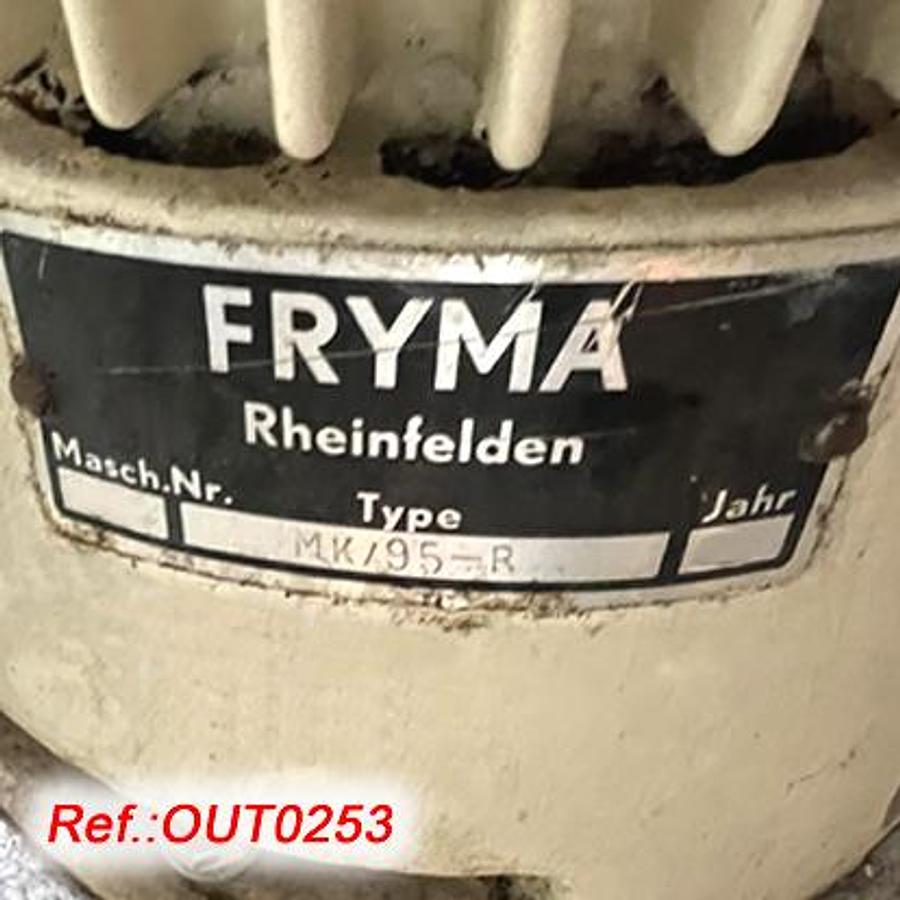 FRYMA
Rheinfelden
Masch.Nr. Type Jahr
MK/95-R
Ref.:OUT0253